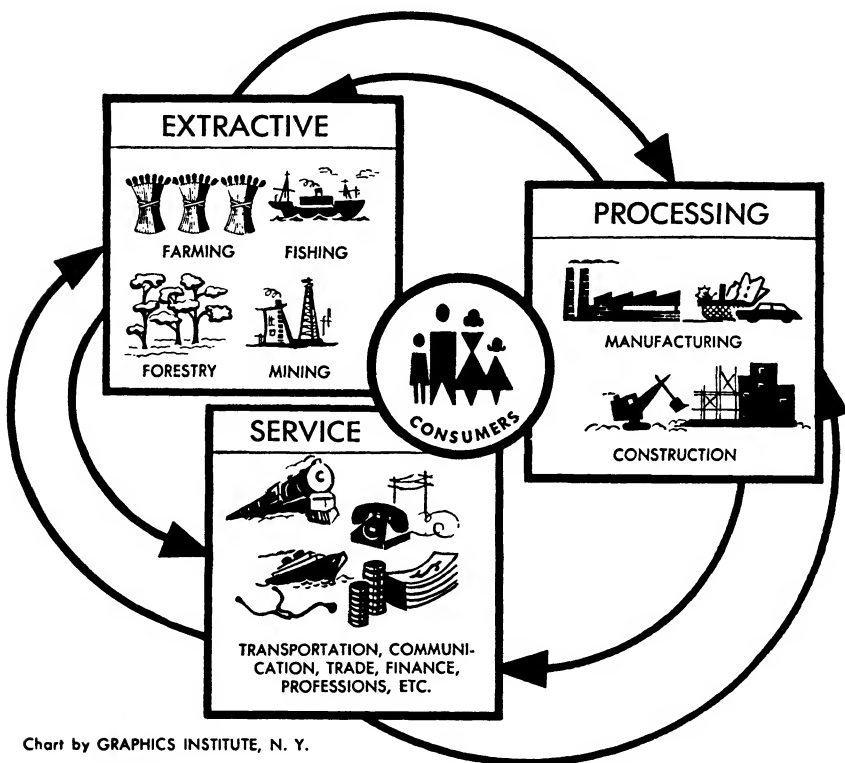 EXTRACTIVE
FARMING
FISHING
FORESTRY
MINING
PROCESSING
MANUFACTURING
CONSTRUCTION
CONSUMERS
SERVICE
C
TRANSPORTATION, COMMUNI-
CATION, TRADE, FINANCE,
PROFESSIONS, ETC.
Chart by GRAPHICS INSTITUTE, N. Y.